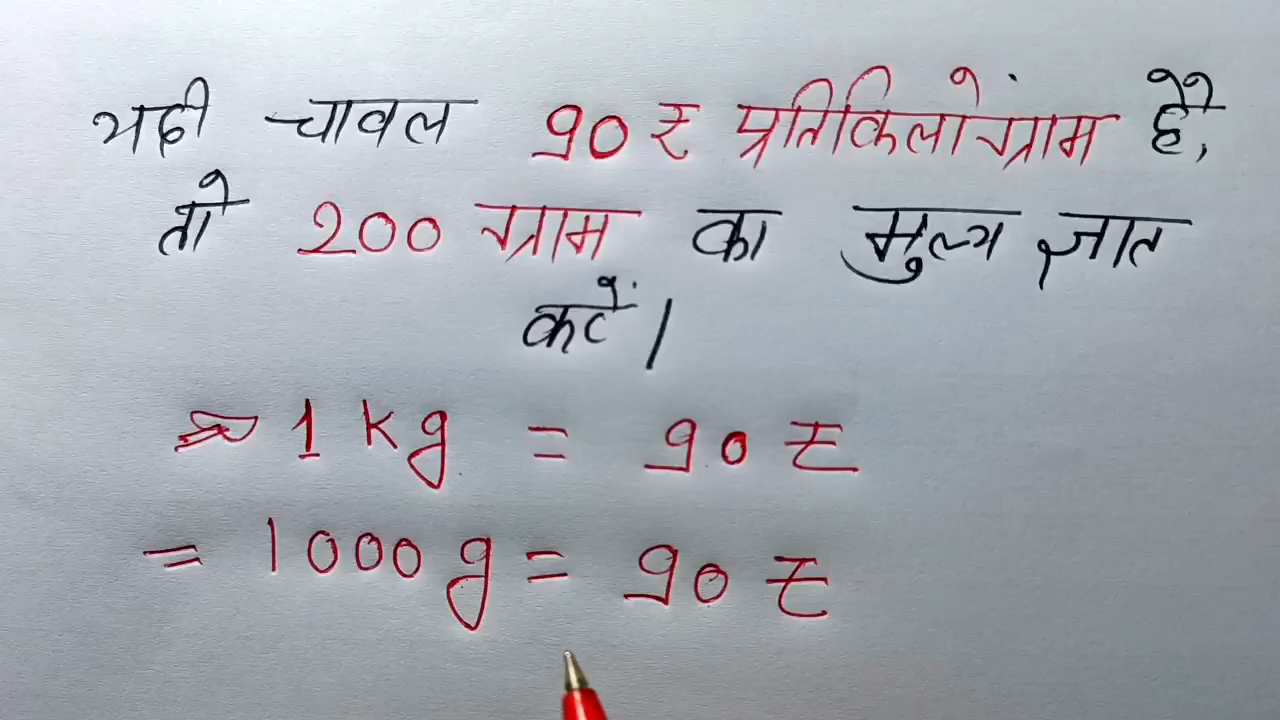 यदी चावल 90 ₹ प्रतिकिलोग्राम है,
तो 200 ग्राम का मुल्य ज्ञात
करें।
⇒ 1 kg = 90 ₹
= 1000 g = 90 ₹